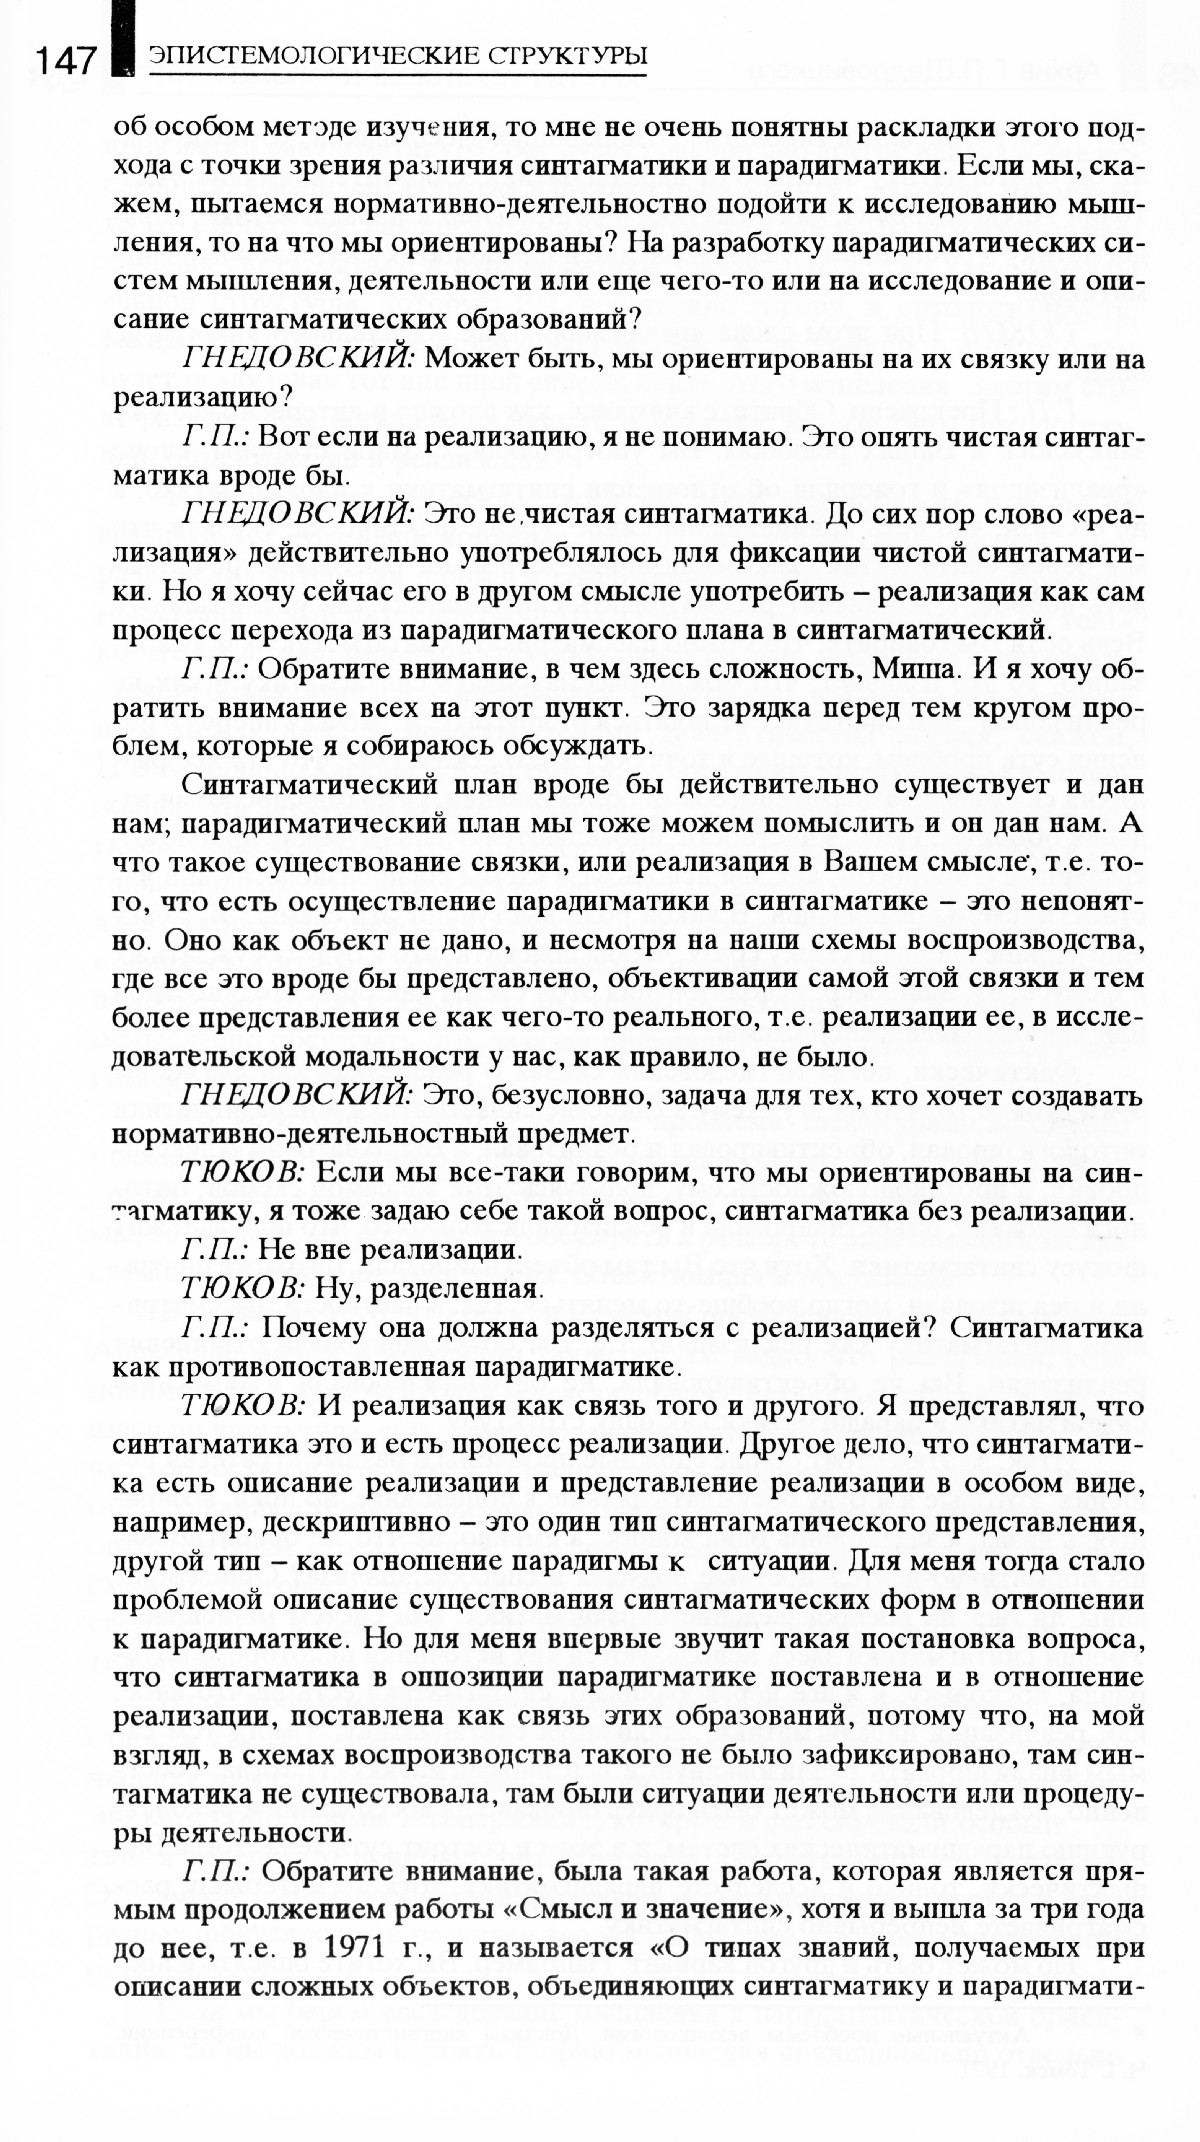 147 ЭПИСТЕМОЛОГИЧЕСКИЕ СТРУКТУРЫ
об особом методе изучения, то мне не очень понятны раскладки этого под-
хода с точки зрения различия синтагматики и парадигматики. Если мы, ска-
жем, пытаемся нормативно-деятельностно подойти к исследованию мыш-
ления, то на что мы ориентированы? На разработку парадигматических си-
стем мышления, деятельности или еще чего-то или на исследование и опи-
сание синтагматических образований?
ГНЕДОВСКИЙ: Может быть, мы ориентированы на их связку или на
реализацию?
Г.П.: Вот если на реализацию, я не понимаю. Это опять чистая синтаг-
матика вроде бы.
ГНЕДОВСКИЙ: Это не чистая синтагматика. До сих пор слово «реа-
лизация» действительно употреблялось для фиксации чистой синтагмати-
ки. Но я хочу сейчас его в другом смысле употребить – реализация как сам
процесс перехода из парадигматического плана в синтагматический.
Г.П.: Обратите внимание, в чем здесь сложность, Миша. И я хочу об-
ратить внимание всех на этот пункт. Это зарядка перед тем кругом про-
блем, которые я собираюсь обсуждать.
Синтагматический план вроде бы действительно существует и дан
нам; парадигматический план мы тоже можем помыслить и он дан нам. А
что такое существование связки, или реализация в Вашем смысле, т.е. то-
го, что есть осуществление парадигматики в синтагматике – это непонят-
но. Оно как объект не дано, и несмотря на наши схемы воспроизводства,
где все это вроде бы представлено, объективации самой этой связки и тем
более представления ее как чего-то реального, т.е. реализации ее, в иссле-
довательской модальности у нас, как правило, не было.
ГНЕДОВСКИЙ: Это, безусловно, задача для тех, кто хочет создавать
нормативно-деятельностный предмет.
ТЮКОВ: Если мы все-таки говорим, что мы ориентированы на син-
тагматику, я тоже задаю себе такой вопрос, синтагматика без реализации.
Г.П.: Не вне реализации.
ТЮКОВ: Ну, разделенная.
Г.П.: Почему она должна разделяться с реализацией? Синтагматика
как противопоставленная парадигматике.
ТЮКОВ: И реализация как связь того и другого. Я представлял, что
синтагматика это и есть процесс реализации. Другое дело, что синтагмати-
ка есть описание реализации и представление реализации в особом виде,
например, дескриптивно – это один тип синтагматического представления,
другой тип – как отношение парадигмы к ситуации. Для меня тогда стало
проблемой описание существования синтагматических форм в отношении
к парадигматике. Но для меня впервые звучит такая постановка вопроса,
что синтагматика в оппозиции парадигматике поставлена и в отношение
реализации, поставлена как связь этих образований, потому что, на мой
взгляд, в схемах воспроизводства такого не было зафиксировано, там син-
тагматика не существовала, там были ситуации деятельности или процеду-
ры деятельности.
Г.П.: Обратите внимание, была такая работа, которая является пря-
мым продолжением работы «Смысл и значение», хотя и вышла за три года
до нее, т.е. в 1971 г., и называется «О типах знаний, получаемых при
описании сложных объектов, объединяющих синтагматику и парадигмати-